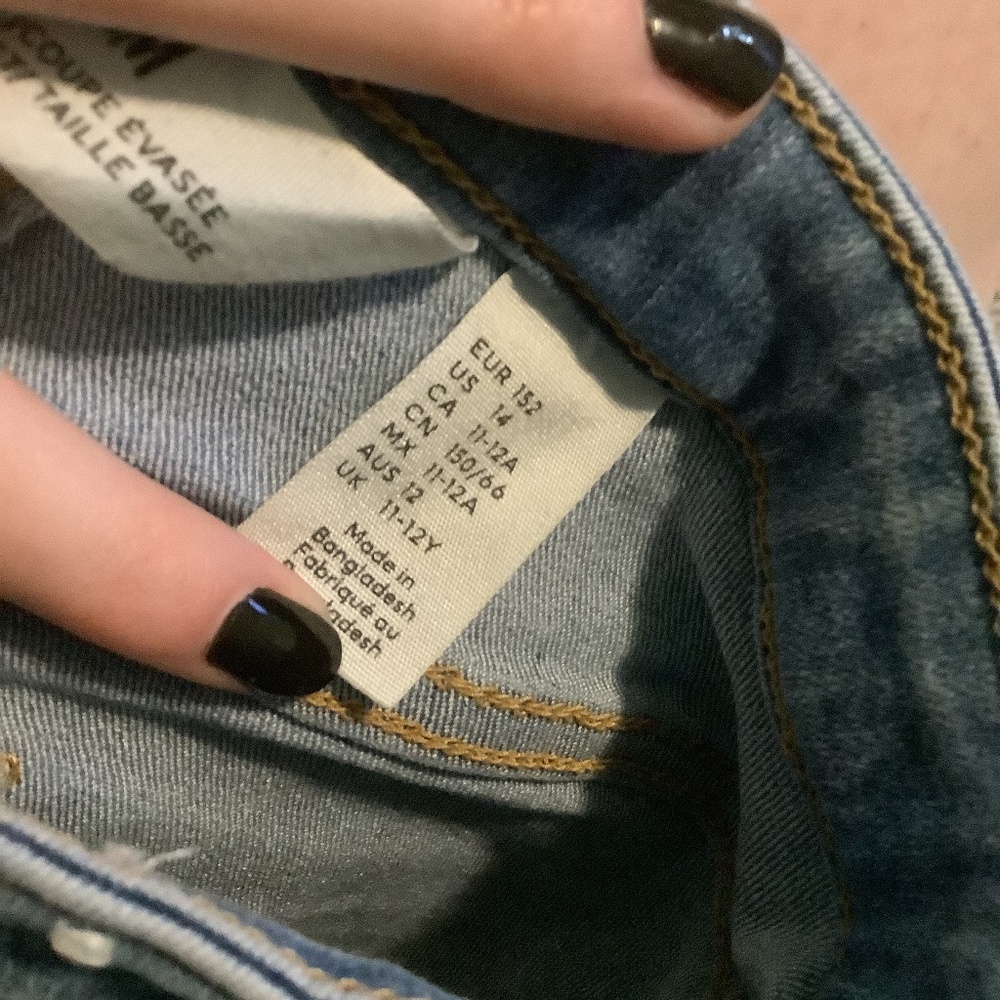 COUPE ÉVASÉE
TAILLE BASSE
EUR 152
US 14
CA 11-12A
CN 150/66
MX 11-12A
AUS 12
UK 11-12Y
Made in
Bangladesh
Fabriqué au